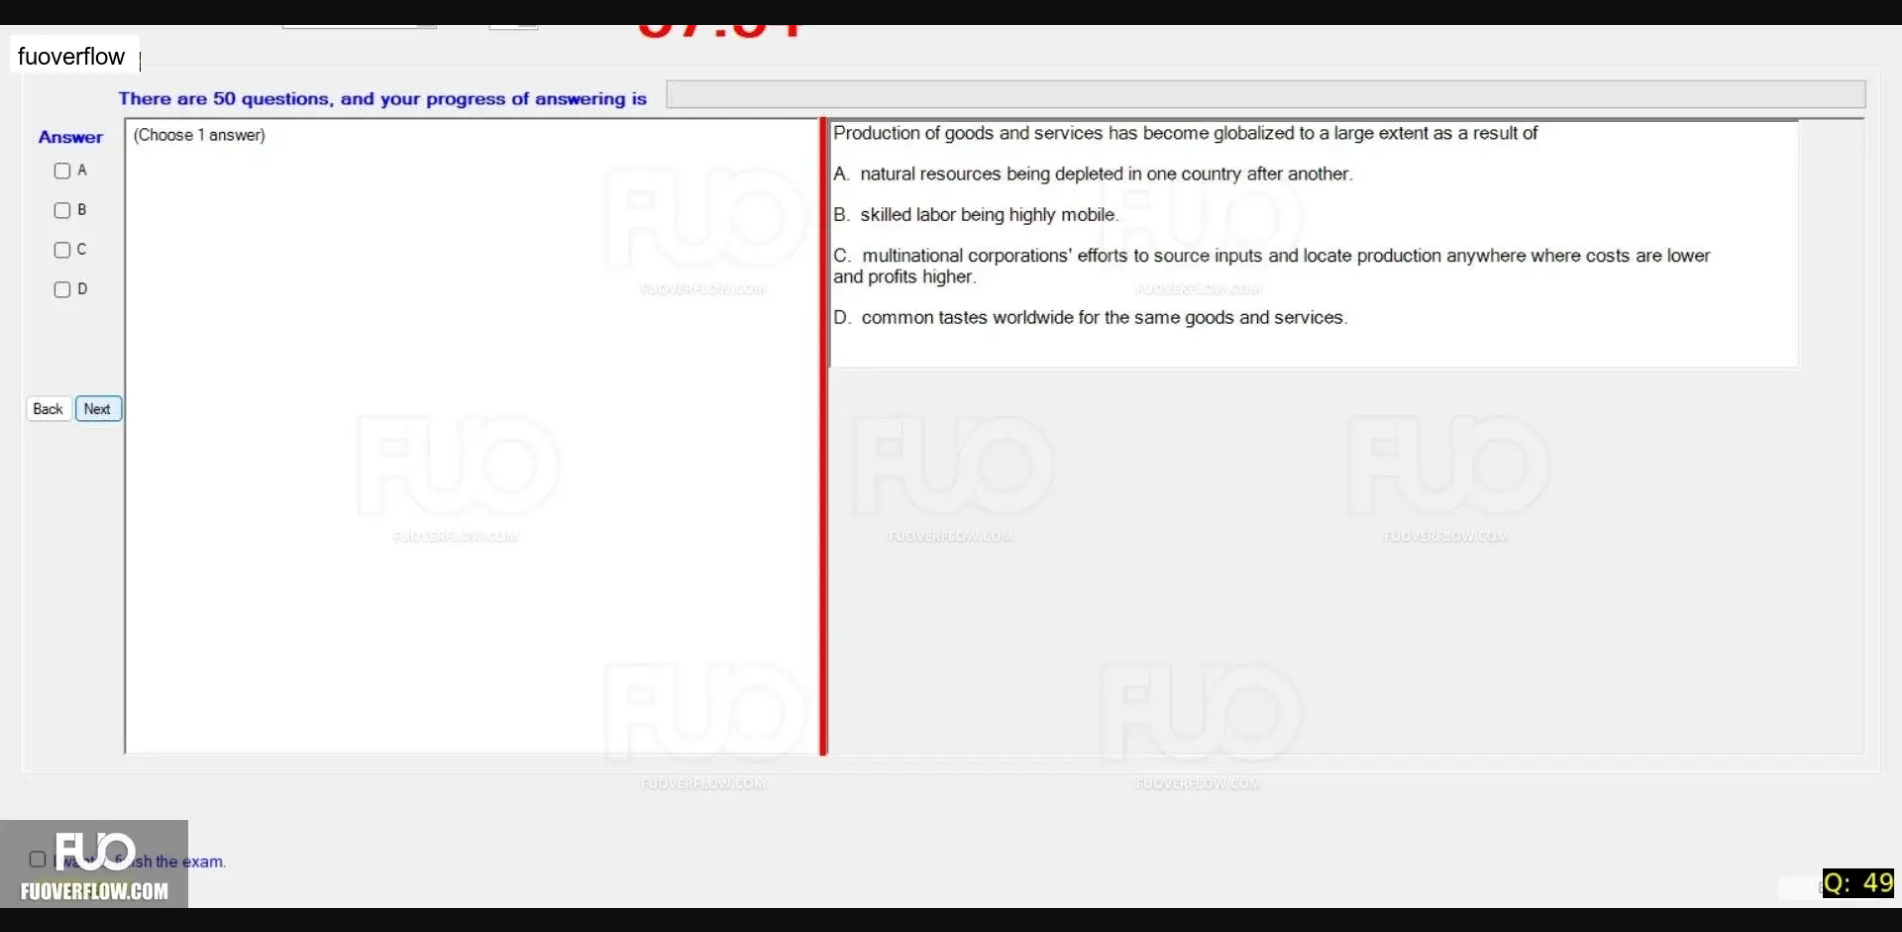 fuoverflow
There are 50 questions, and your progress of answering is
Answer
(Choose 1 answer)
A
B
C
D
Back
Next
Production of goods and services has become globalized to a large extent as a result of
A. natural resources being depleted in one country after another.
B. skilled labor being highly mobile.
C. multinational corporations' efforts to source inputs and locate production anywhere where costs are lower
and profits higher.
D. common tastes worldwide for the same goods and services.
FUO
FUOVERFLOW.COM
FUO
FUOVERFLOW.COM
FUO
FUOVERFLOW.COM
FUO
FUOVERFLOW.COM
FUO
FUOVERFLOW.COM
FUO
FUOVERFLOW.COM
FUO
FUOVERFLOW.COM
the exam.
FUO
FUOVERFLOW.COM
Q: 49